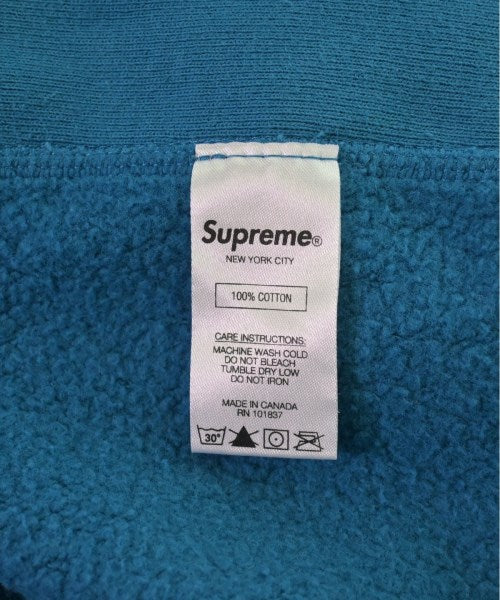 Supreme®
NEW YORK CITY
100% COTTON
CARE INSTRUCTIONS:
MACHINE WASH COLD
DO NOT BLEACH
TUMBLE DRY LOW
DO NOT IRON
MADE IN CANADA
RN 101837
30°